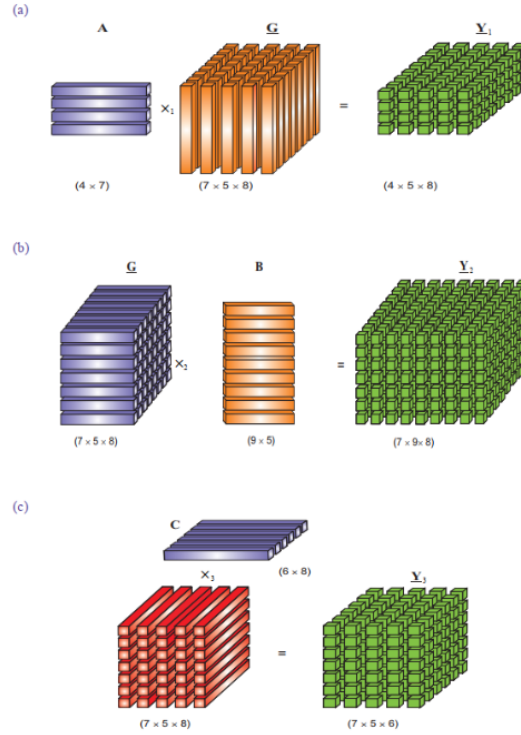 (a)
A G Y1
×1 =
(4 × 7) (7 × 5 × 8) (4 × 5 × 8)
(b)
G B Y2
×2 =
(7 × 5 × 8) (9 × 5) (7 × 9 × 8)
(c)
C
(6 × 8)
×3 Y3
=
(7 × 5 × 8) (7 × 5 × 6)